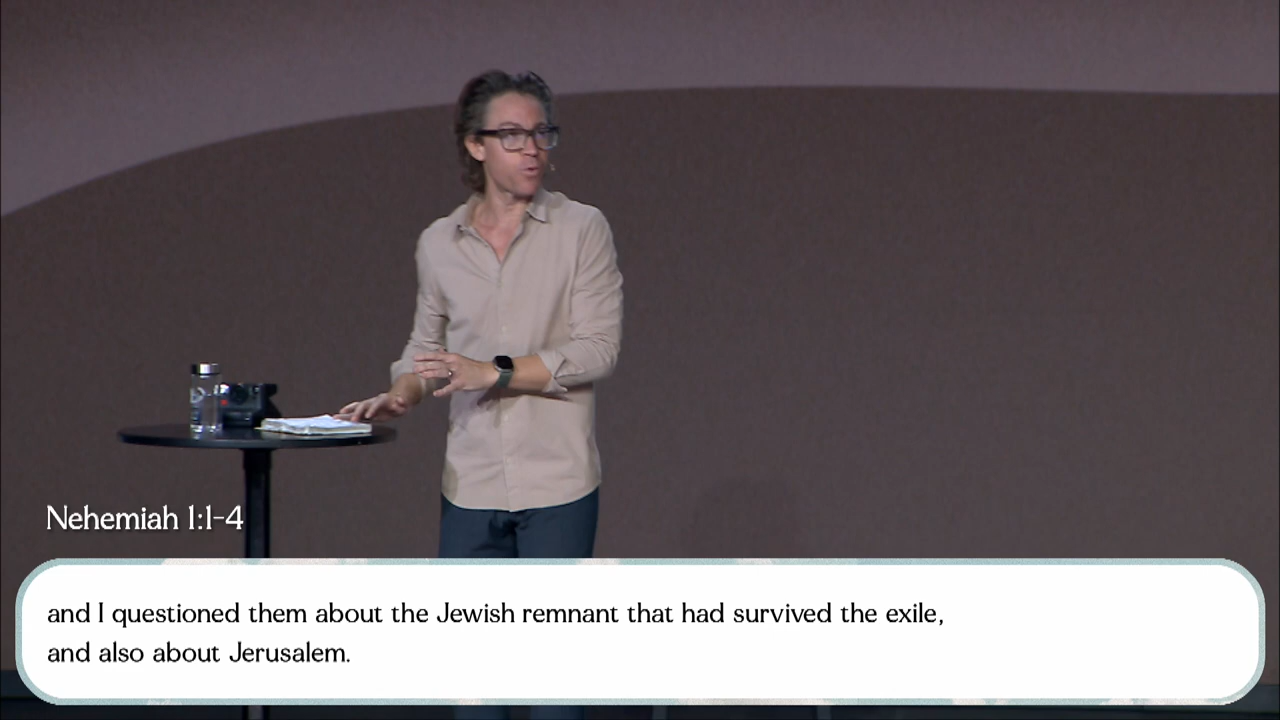 Nehemiah 1:1-4
and I questioned them about the Jewish remnant that had survived the exile,
and also about Jerusalem.